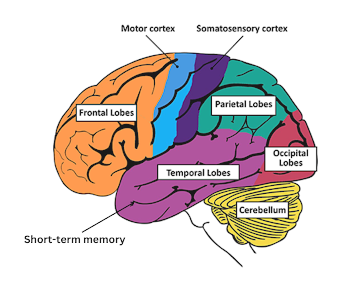 Motor cortex
Somatosensory cortex
Parietal Lobes
Frontal Lobes
Occipital
Lobes
Temporal Lobes
Cerebellum
Short-term memory